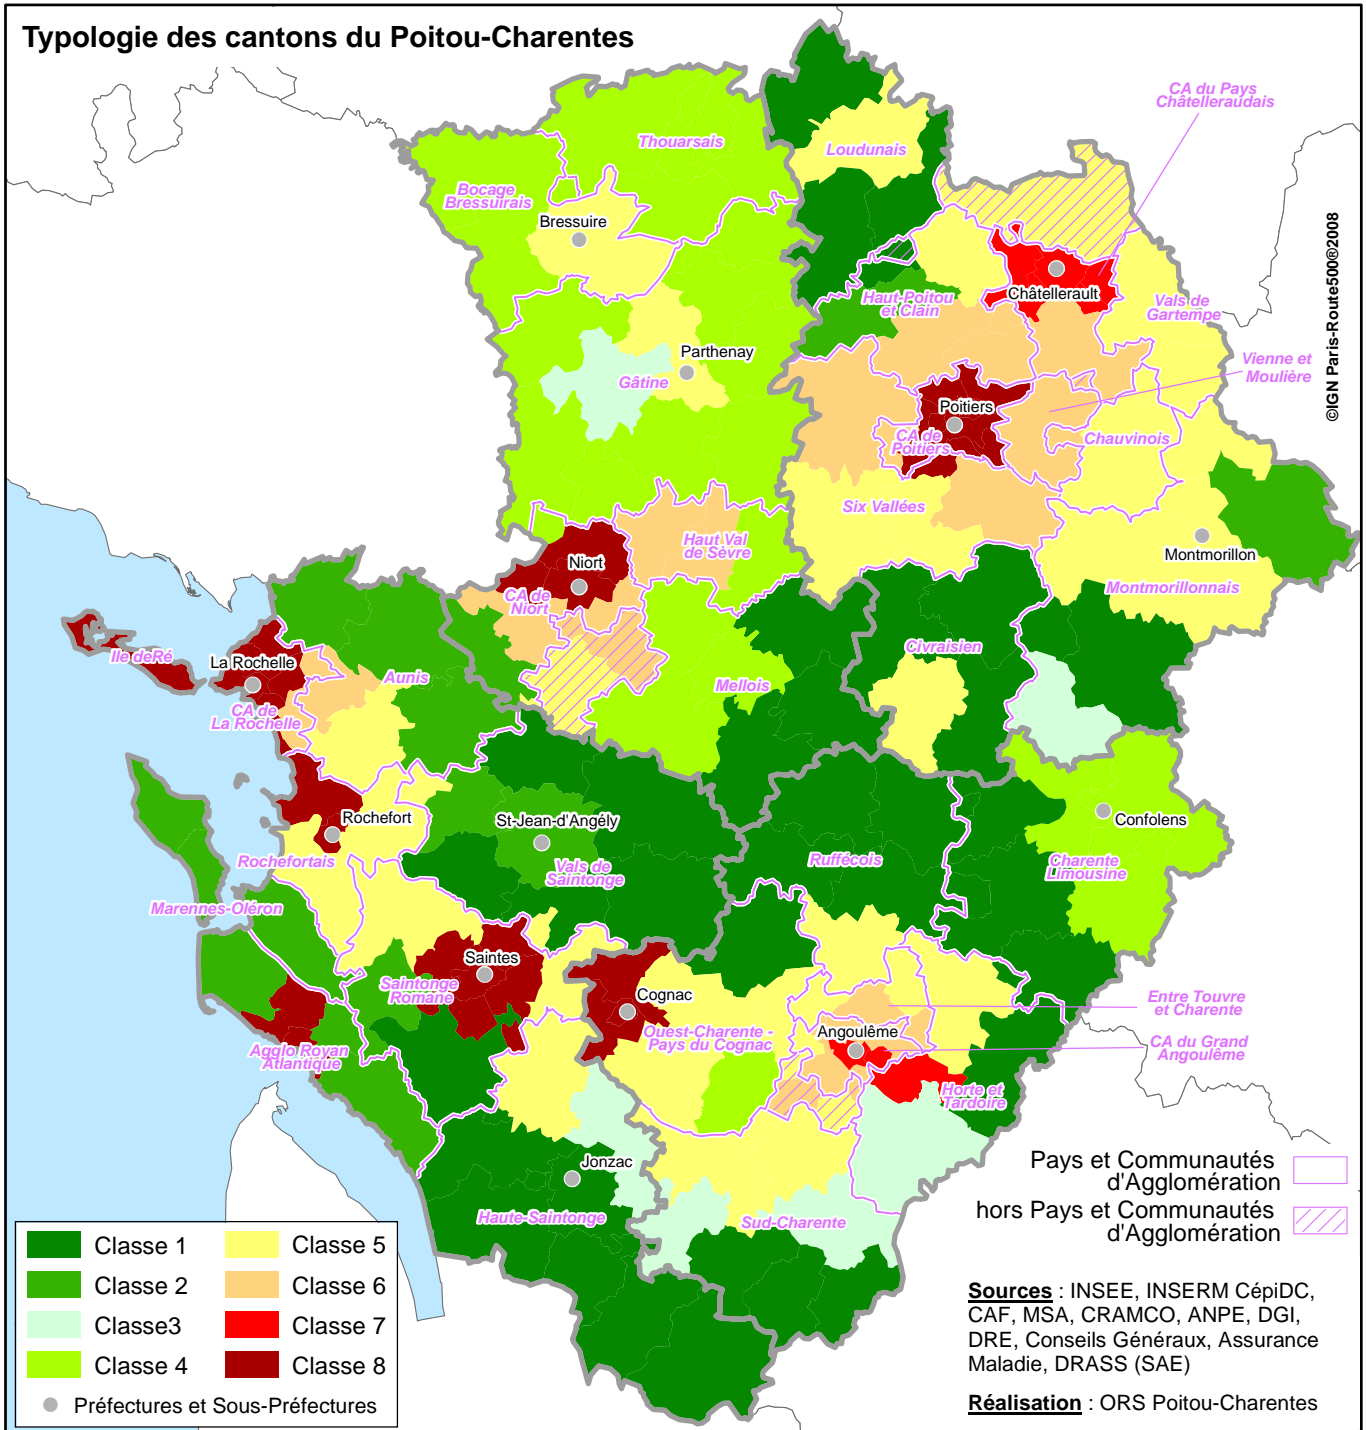 Typologie des cantons du Poitou-Charentes
CA du Pays
Châtelleraudais
Thouarsais
Loudunais
Bocage
Bressuirais
Bressuire
©IGN Paris-Route500®2008
Châtellerault
Haut-Poitou
et Clain
Vals de
Gartempe
Parthenay
Gâtine
Vienne et
Moulière
Poitiers
CA de
Poitiers
Chauvinois
Six Vallées
Haut Val
de Sèvre
Montmorillon
Niort
CA de
Niort
Montmorillonnais
Ile deRé
La Rochelle
Civraisien
Aunis
Mellois
CA de
La Rochelle
Rochefort
St-Jean-d'Angély
Confolens
Rochefortais
Vals de
Saintonge
Ruffécois
Charente
Limousine
Marennes-Oléron
Saintes
Saintonge
Romane
Cognac
Entre Touvre
et Charente
Ouest-Charente -
Pays du Cognac
Angoulême
CA du Grand
Angoulême
Agglo Royan
Atlantique
Horte et
Tardoire
Jonzac
Haute-Saintonge
Sud-Charente
Pays et Communautés
d'Agglomération
hors Pays et Communautés
d'Agglomération
Classe 1
Classe 5
Classe 2
Classe 6
Classe3
Classe 7
Classe 4
Classe 8
Préfectures et Sous-Préfectures
Sources : INSEE, INSERM CépiDC,
CAF, MSA, CRAMCO, ANPE, DGI,
DRE, Conseils Généraux, Assurance
Maladie, DRASS (SAE)
Réalisation : ORS Poitou-Charentes